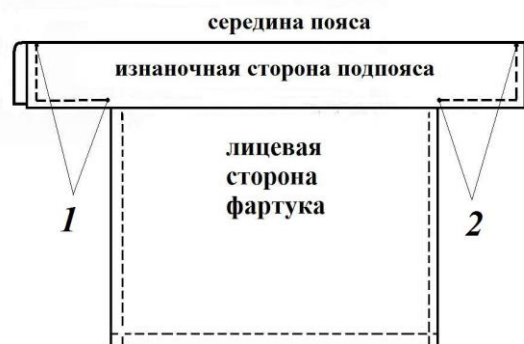 середина пояса
изнаночная сторона подпояса
лицевая
сторона
фартука
1
2